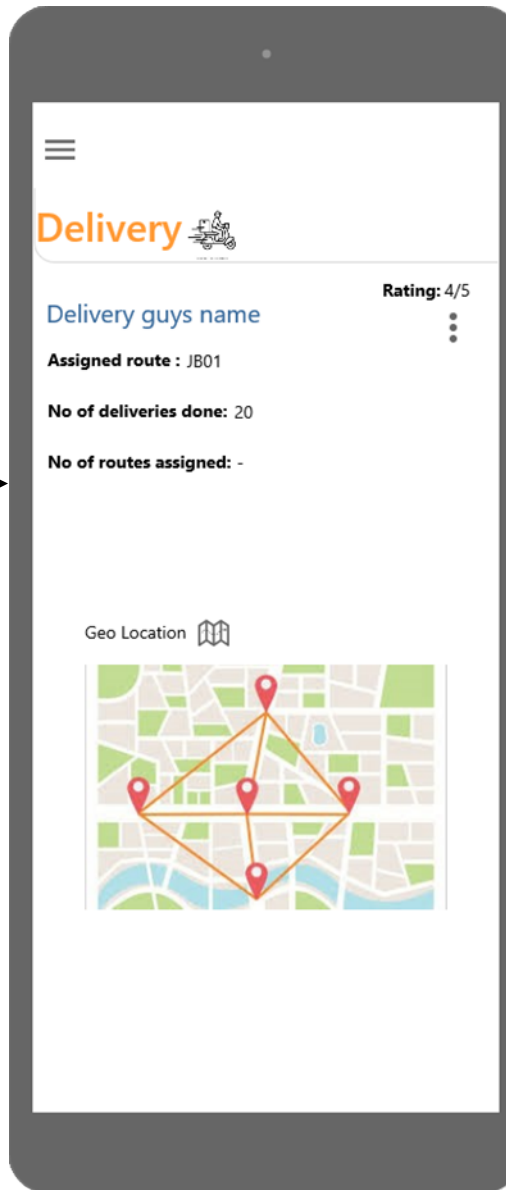 Delivery
Rating: 4/5
Delivery guys name
Assigned route : JB01
No of deliveries done: 20
No of routes assigned: -
Geo Location